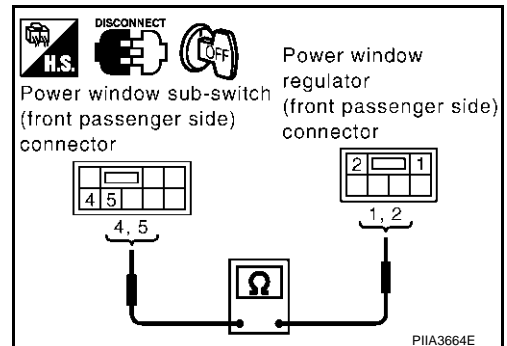 DISCONNECT
H.S.
OFF
Power window sub-switch
(front passenger side)
connector
Power window
regulator
(front passenger side)
connector
4 5
4, 5
2 1
1, 2
Ω
PIIA3664E